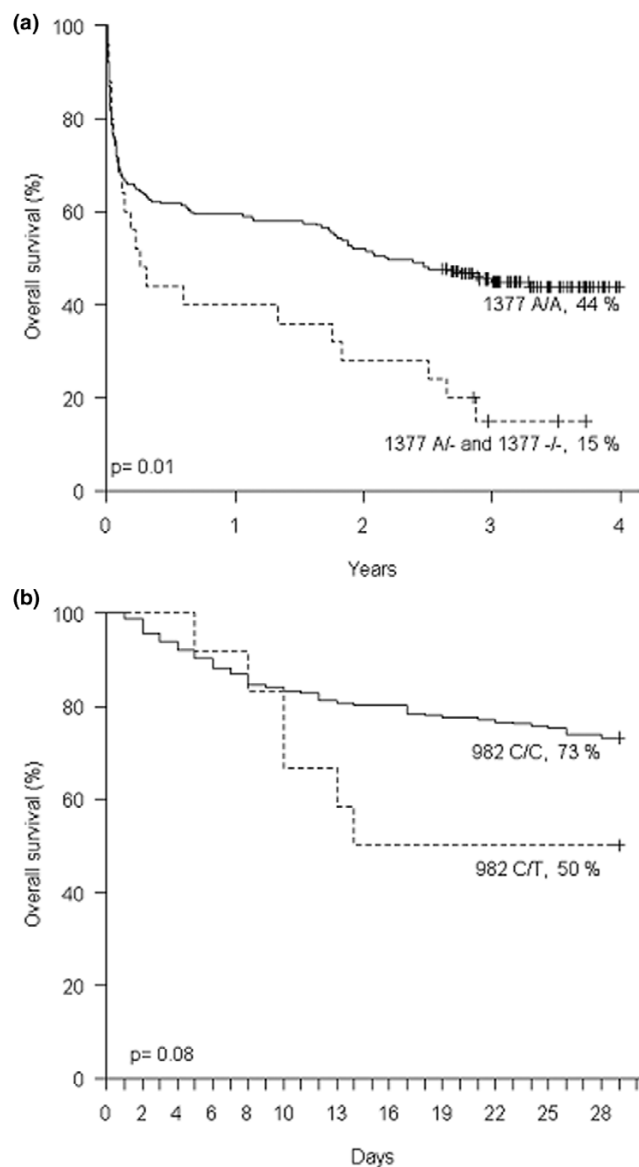 (a)
100
80
60
40
20
0
Overall survival (%)
1377 A/A, 44 %
1377 A/- and 1377 -/-, 15 %
p= 0.01
0 1 2 3 4
Years
(b)
100
80
60
40
20
0
Overall survival (%)
982 C/C, 73 %
982 C/T, 50 %
p= 0.08
0 2 4 6 8 10 13 16 19 22 25 28
Days